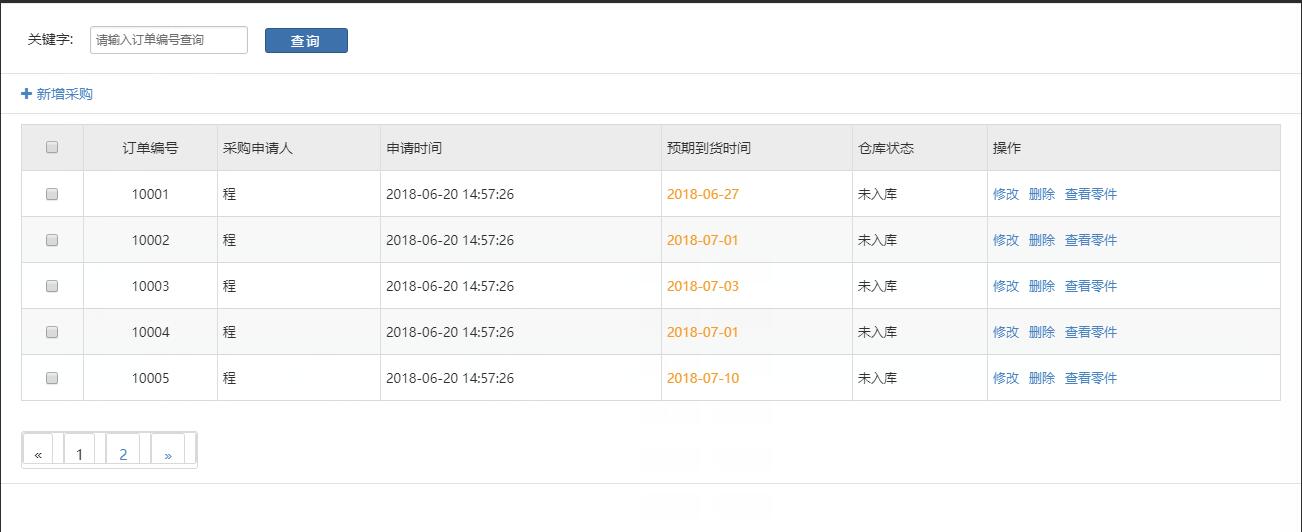 关键字: 请输入订单编号查询 查询
新增采购
订单编号 采购申请人 申请时间 预期到货时间 仓库状态 操作
10001 程 2018-06-20 14:57:26 2018-06-27 未入库 修改 删除 查看零件
10002 程 2018-06-20 14:57:26 2018-07-01 未入库 修改 删除 查看零件
10003 程 2018-06-20 14:57:26 2018-07-03 未入库 修改 删除 查看零件
10004 程 2018-06-20 14:57:26 2018-07-01 未入库 修改 删除 查看零件
10005 程 2018-06-20 14:57:26 2018-07-10 未入库 修改 删除 查看零件
« 1 2 »